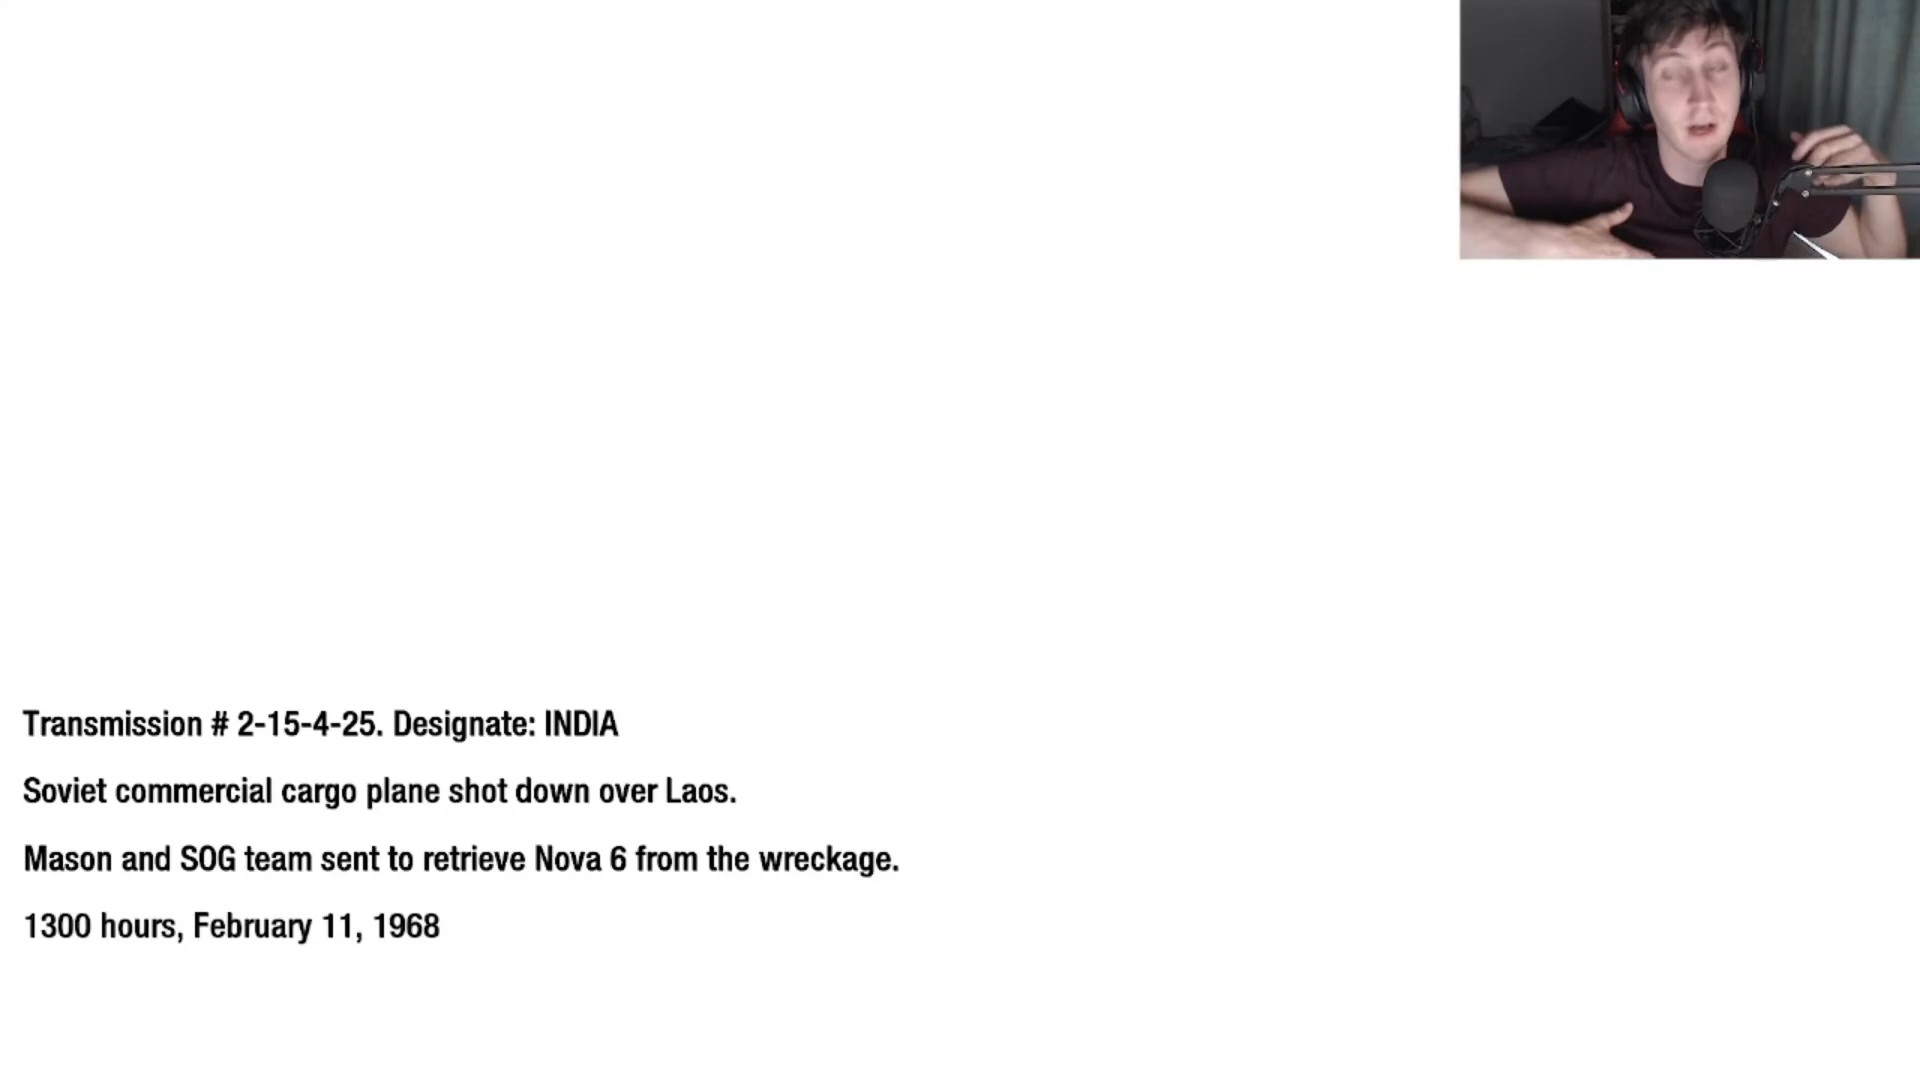 Transmission # 2-15-4-25. Designate: INDIA
Soviet commercial cargo plane shot down over Laos.
Mason and SOG team sent to retrieve Nova 6 from the wreckage.
1300 hours, February 11, 1968